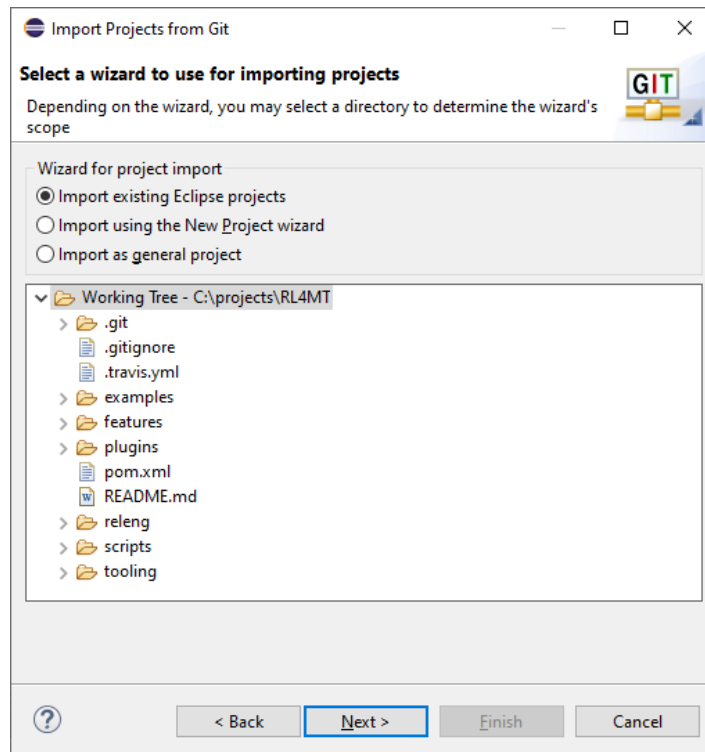 Import Projects from Git
Select a wizard to use for importing projects
GIT
Depending on the wizard, you may select a directory to determine the wizard's
scope
Wizard for project import
Import existing Eclipse projects
Import using the New Project wizard
Import as general project
Working Tree - C:\projects\RL4MT
.git
.gitignore
.travis.yml
examples
features
plugins
pom.xml
README.md
releng
scripts
tooling
? < Back Next > Finish Cancel